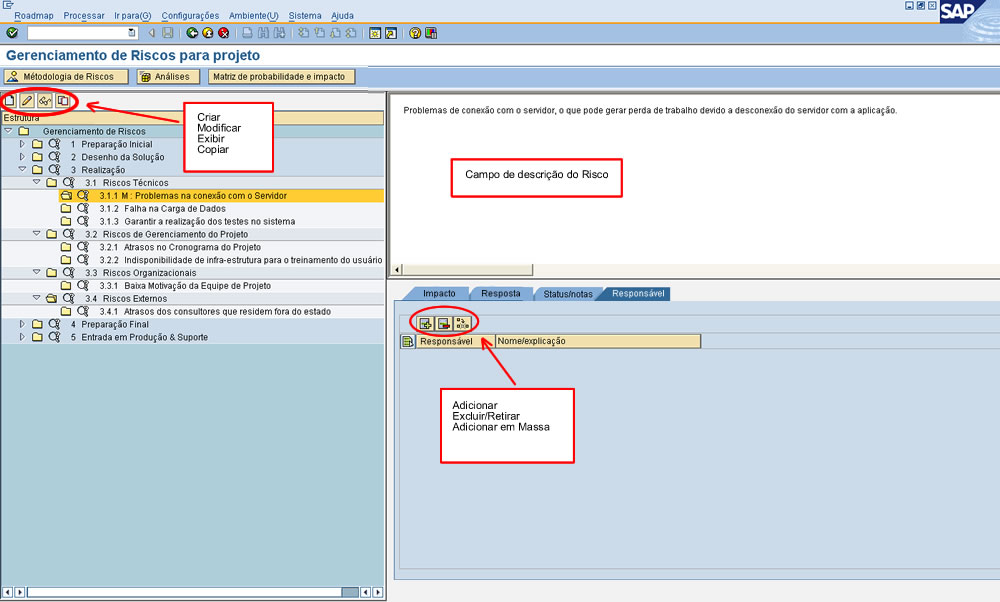 Roadmap Processar Ir para(G) Configurações Ambiente(U) Sistema Ajuda
SAP
Gerenciamento de Riscos para projeto
Métodologia de Riscos Análises Matriz de probabilidade e impacto
Estrutura
Gerenciamento de Riscos
1 Preparação Inicial
2 Desenho da Solução
3 Realização
3.1 Riscos Técnicos
3.1.1 M : Problemas na conexão com o Servidor
3.1.2 Falha na Carga de Dados
3.1.3 Garantir a realização dos testes no sistema
3.2 Riscos de Gerenciamento do Projeto
3.2.1 Atrasos no Cronograma do Projeto
3.2.2 Indisponibilidade de infra-estrutura para o treinamento do usuário
3.3 Riscos Organizacionais
3.3.1 Baixa Motivação da Equipe de Projeto
3.4 Riscos Externos
3.4.1 Atrasos dos consultores que residem fora do estado
4 Preparação Final
5 Entrada em Produção & Suporte
Criar
Modificar
Exibir
Copiar
Problemas de conexão com o servidor, o que pode gerar perda de trabalho devido a desconexão do servidor com a aplicação.
Campo de descrição do Risco
Impacto Resposta Status/notas Responsável
Responsável Nome/explicação
Adicionar
Excluir/Retirar
Adicionar em Massa